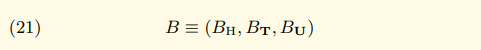 (21) B ≡ (B_H, B_T, B_U)